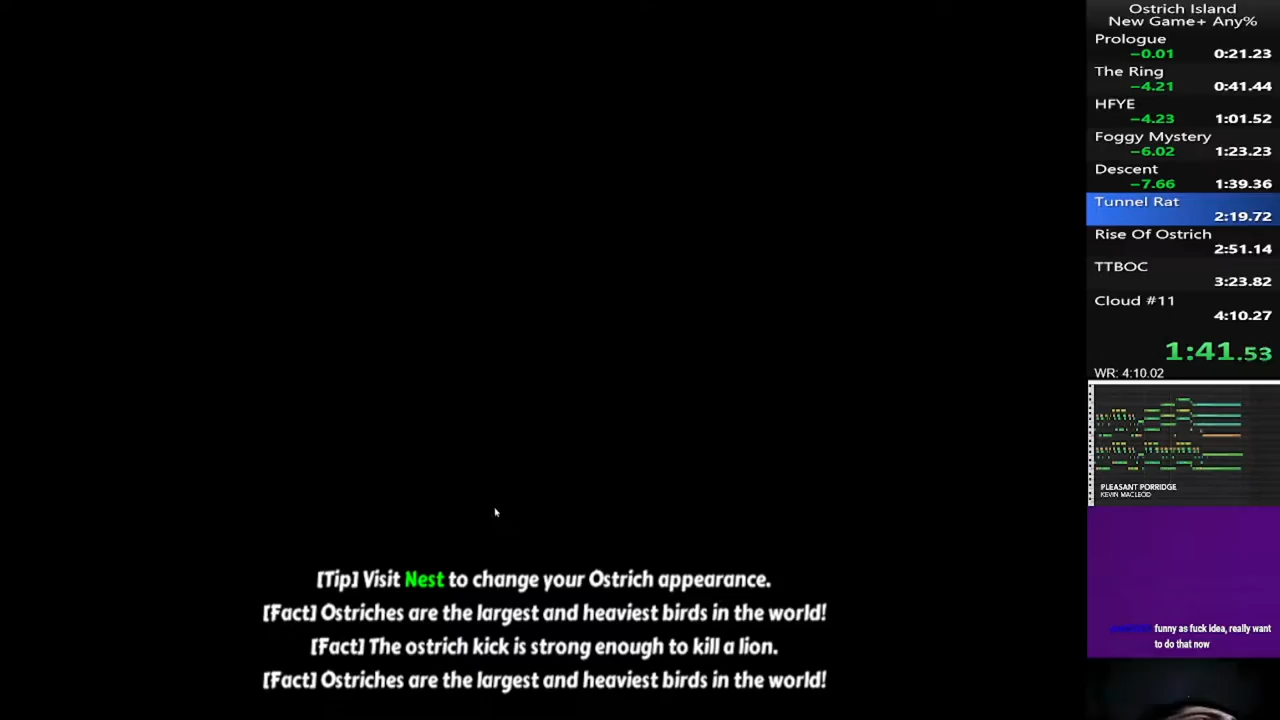 [Tip] Visit Nest to change your Ostrich appearance.
[Fact] Ostriches are the largest and heaviest birds in the world!
[Fact] The ostrich kick is strong enough to kill a lion.
[Fact] Ostriches are the largest and heaviest birds in the world!
Ostrich Island
New Game+ Any%
Prologue
−0.01 0:21.23
The Ring
−4.21 0:41.44
HFYE
−4.23 1:01.52
Foggy Mystery
−6.02 1:23.23
Descent
−7.66 1:39.36
Tunnel Rat
2:19.72
Rise Of Ostrich
2:51.14
TTBOC
3:23.82
Cloud #11
4:10.27
1:41.53
WR: 4:10.02
PLEASANT PORRIDGE
KEVIN MACLEOD
funny as fuck idea, really want
to do that now